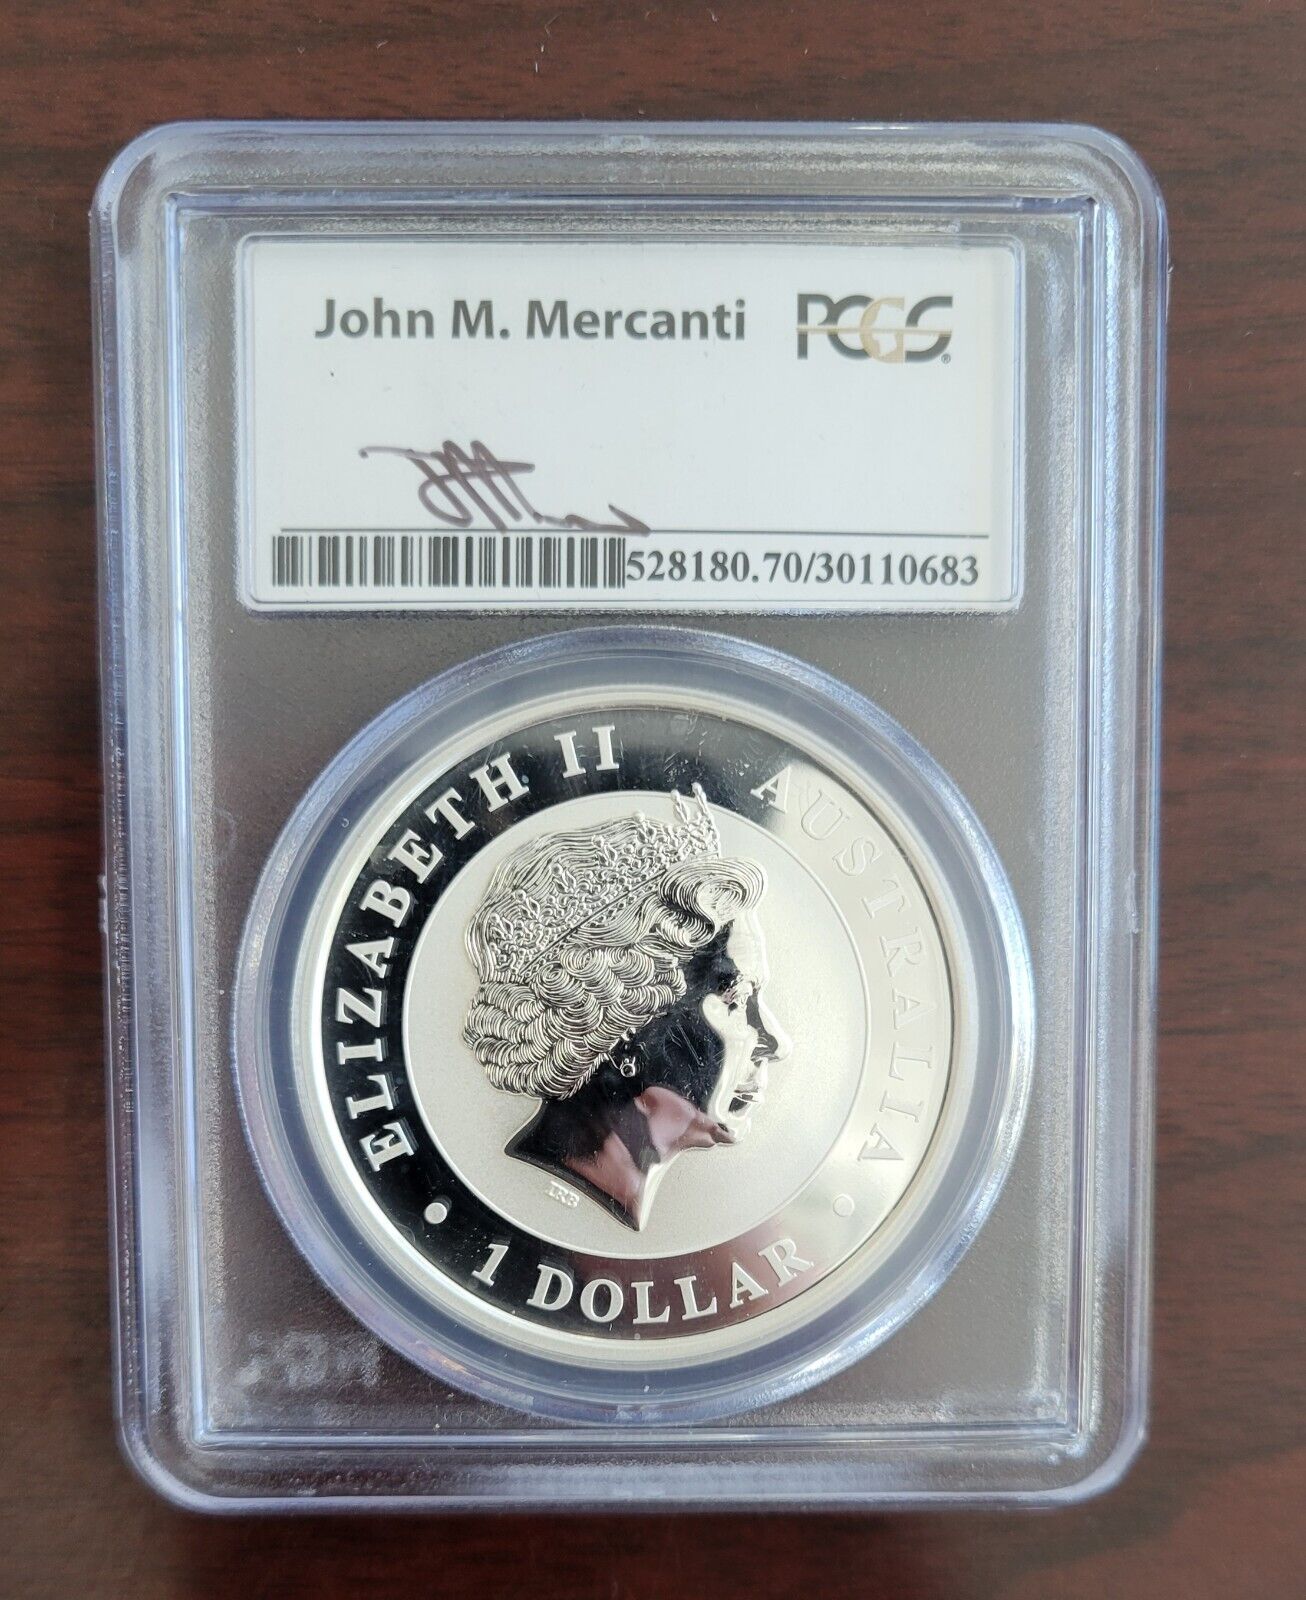 John M. Mercanti
PCGS®
528180.70/30110683
ELIZABETH II AUSTRALIA
IRB
• 1 DOLLAR •